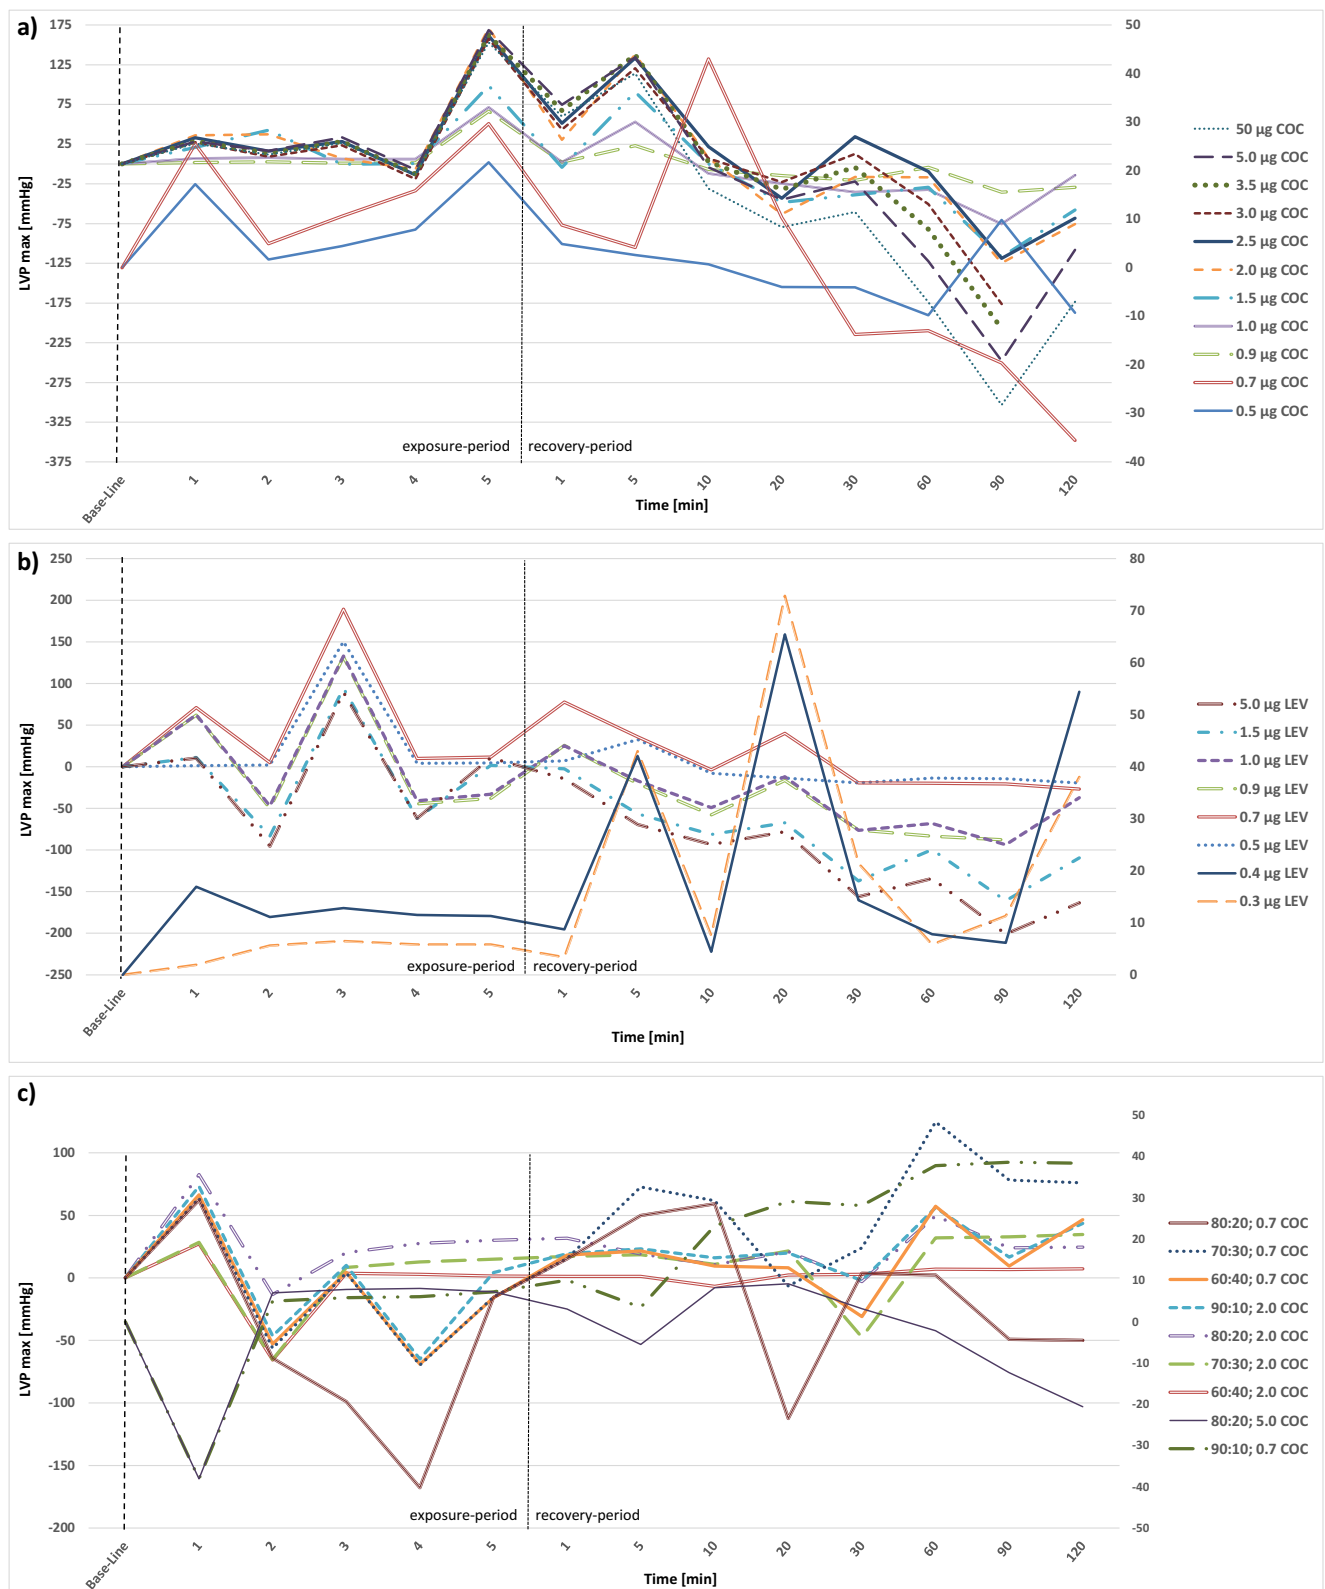 a)
LVP max [mmHg]
175
125
75
25
-25
-75
-125
-175
-225
-275
-325
-375
50
40
30
20
10
0
-10
-20
-30
-40
exposure-period
recovery-period
Base-Line 1 2 3 4 5 1 5 10 20 30 60 90 120
Time [min]
50 µg COC
5.0 µg COC
3.5 µg COC
3.0 µg COC
2.5 µg COC
2.0 µg COC
1.5 µg COC
1.0 µg COC
0.9 µg COC
0.7 µg COC
0.5 µg COC
b)
LVP max [mmHg]
250
200
150
100
50
0
-50
-100
-150
-200
-250
80
70
60
50
40
30
20
10
0
exposure-period
recovery-period
Base-Line 1 2 3 4 5 1 5 10 20 30 60 90 120
Time [min]
5.0 µg LEV
1.5 µg LEV
1.0 µg LEV
0.9 µg LEV
0.7 µg LEV
0.5 µg LEV
0.4 µg LEV
0.3 µg LEV
c)
LVP max [mmHg]
100
50
0
-50
-100
-150
-200
50
40
30
20
10
0
-10
-20
-30
-40
-50
exposure-period
recovery-period
Base-Line 1 2 3 4 5 1 5 10 20 30 60 90 120
Time [min]
80:20; 0.7 COC
70:30; 0.7 COC
60:40; 0.7 COC
90:10; 2.0 COC
80:20; 2.0 COC
70:30; 2.0 COC
60:40; 2.0 COC
80:20; 5.0 COC
90:10; 0.7 COC